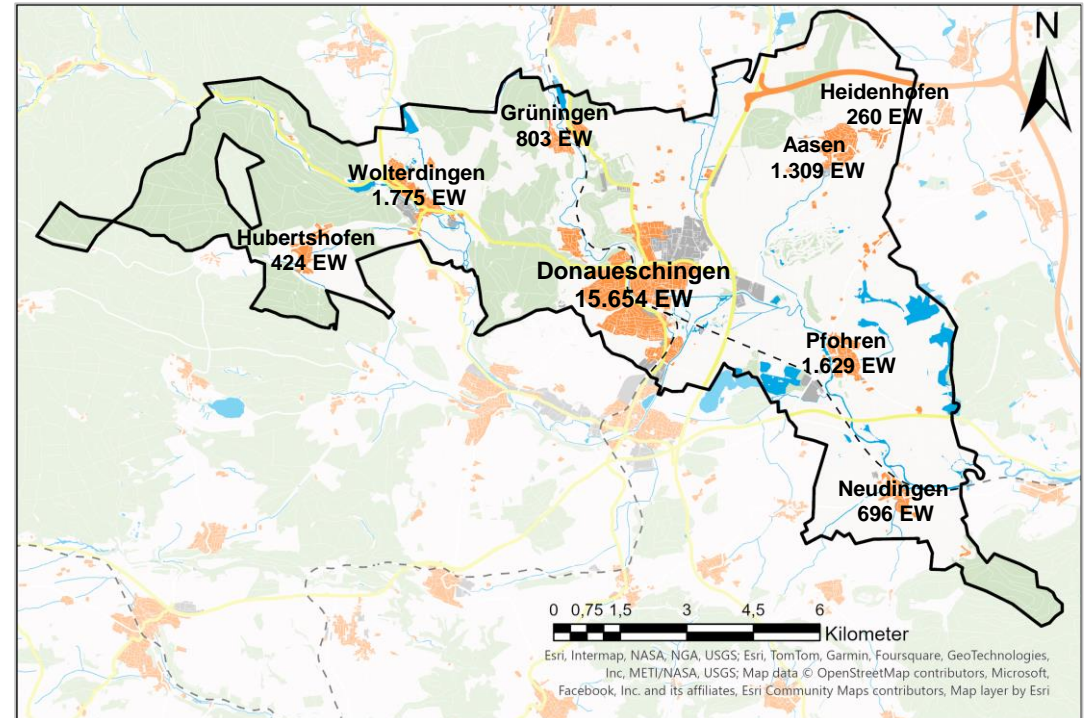 N
Heidenhofen
260 EW
Grüningen
803 EW
Aasen
1.309 EW
Wolterdingen
1.775 EW
Hubertshofen
424 EW
Donaueschingen
15.654 EW
Pfohren
1.629 EW
Neudingen
696 EW
0 0,75 1,5 3 4,5 6
Kilometer
Esri, Intermap, NASA, NGA, USGS; Esri, TomTom, Garmin, Foursquare, GeoTechnologies,
Inc, METI/NASA, USGS; Map data © OpenStreetMap contributors, Microsoft,
Facebook, Inc. and its affiliates, Esri Community Maps contributors, Map layer by Esri